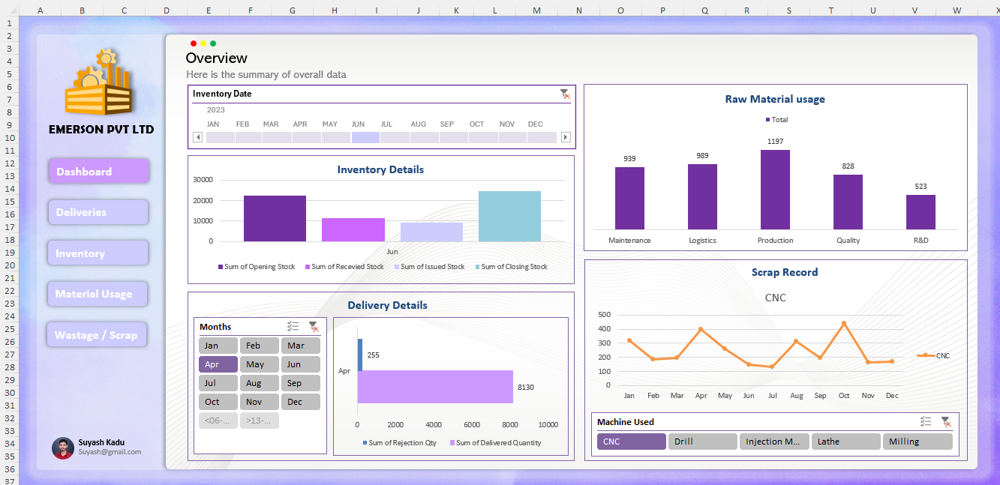 A B C D E F G H I J K L M N O P Q R S T U V W X
1
2
3
4
5
6
7
8
9
10
11
12
13
14
15
16
17
18
19
20
21
22
23
24
25
26
27
28
29
30
31
32
33
34
35
36
37
EMERSON PVT LTD
Dashboard
Deliveries
Inventory
Material Usage
Wastage / Scrap
Suyash Kadu
Suyash@gmail.com
Overview
Here is the summary of overall data
Inventory Date
2023
JAN FEB MAR APR MAY JUN JUL AUG SEP OCT NOV DEC
Inventory Details
30000
20000
10000
0
Jun
Sum of Opening Stock Sum of Recevied Stock Sum of Issued Stock Sum of Closing Stock
Delivery Details
Months
Jan Feb Mar
Apr May Jun
Jul Aug Sep
Oct Nov Dec
<06-... >13-...
255
Apr
8130
0 2000 4000 6000 8000 10000
Sum of Rejection Qty Sum of Delivered Quantity
Raw Material usage
Total
939 989 1197 828 523
Maintenance Logistics Production Quality R&D
Scrap Record
CNC
500
400
300
200
100
0
Jan Feb Mar Apr May Jun Jul Aug Sep Oct Nov Dec
CNC
Machine Used
CNC Drill Injection M... Lathe Milling